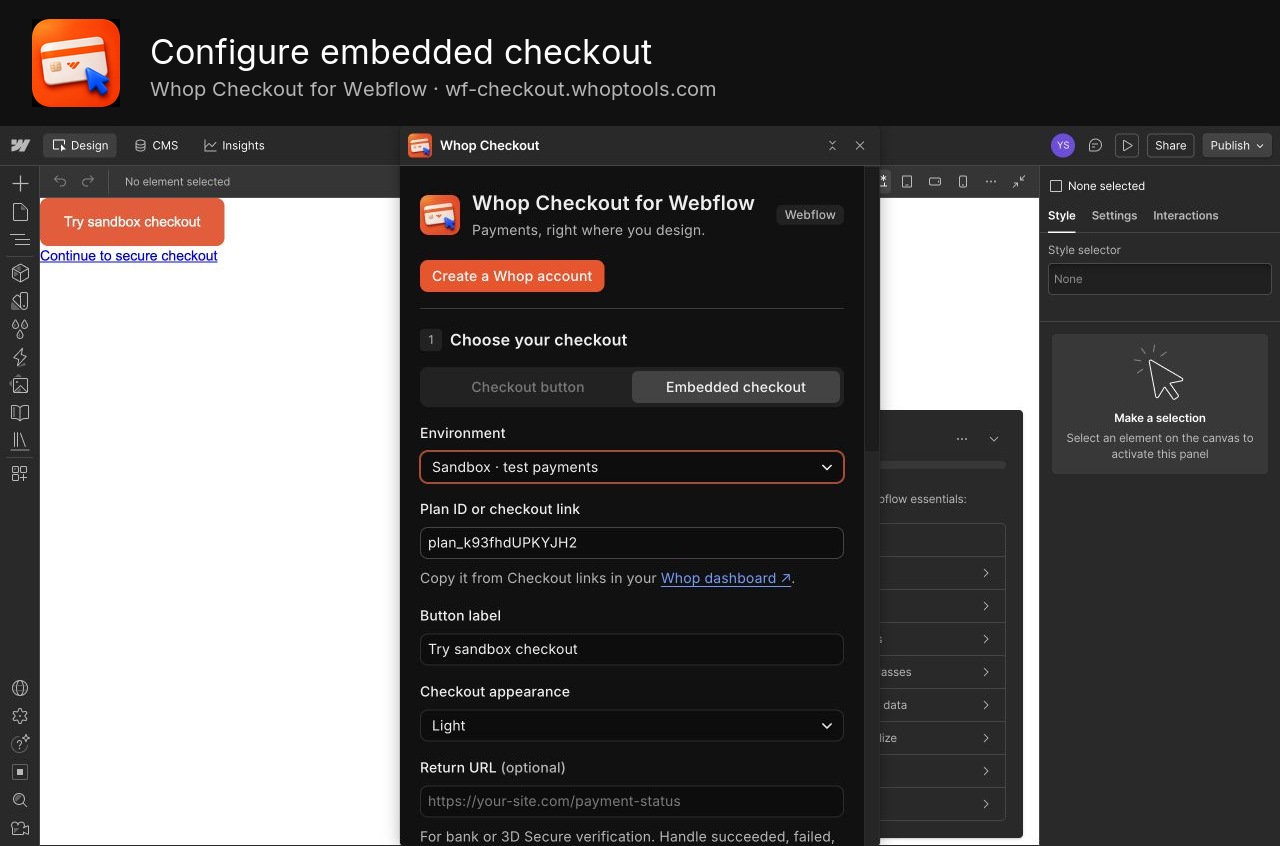 Configure embedded checkout
Whop Checkout for Webflow · wf-checkout.whoptools.com
Design
CMS
Insights
Whop Checkout
YS
Share
Publish
No element selected
None selected
Try sandbox checkout
Continue to secure checkout
Whop Checkout for Webflow
Payments, right where you design.
Webflow
Create a Whop account
1 Choose your checkout
Checkout button
Embedded checkout
Environment
Sandbox · test payments
Plan ID or checkout link
plan_k93fhdUPKYJH2
Copy it from Checkout links in your Whop dashboard ↗.
Button label
Try sandbox checkout
Checkout appearance
Light
Return URL (optional)
https://your-site.com/payment-status
For bank or 3D Secure verification. Handle succeeded, failed,
essentials:
data
Style
Settings
Interactions
Style selector
None
Make a selection
Select an element on the canvas to
activate this panel